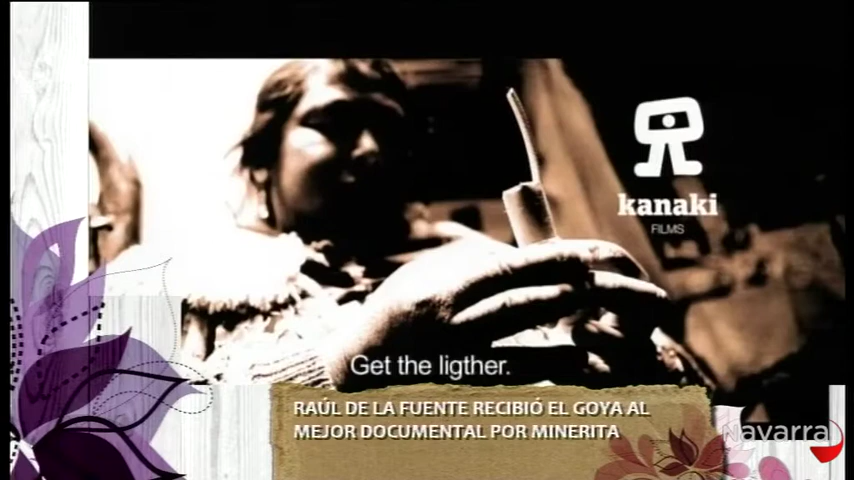 kanaki
FILMS
Get the ligther.
RAÚL DE LA FUENTE RECIBIÓ EL GOYA AL
MEJOR DOCUMENTAL POR MINERITA
Navarra